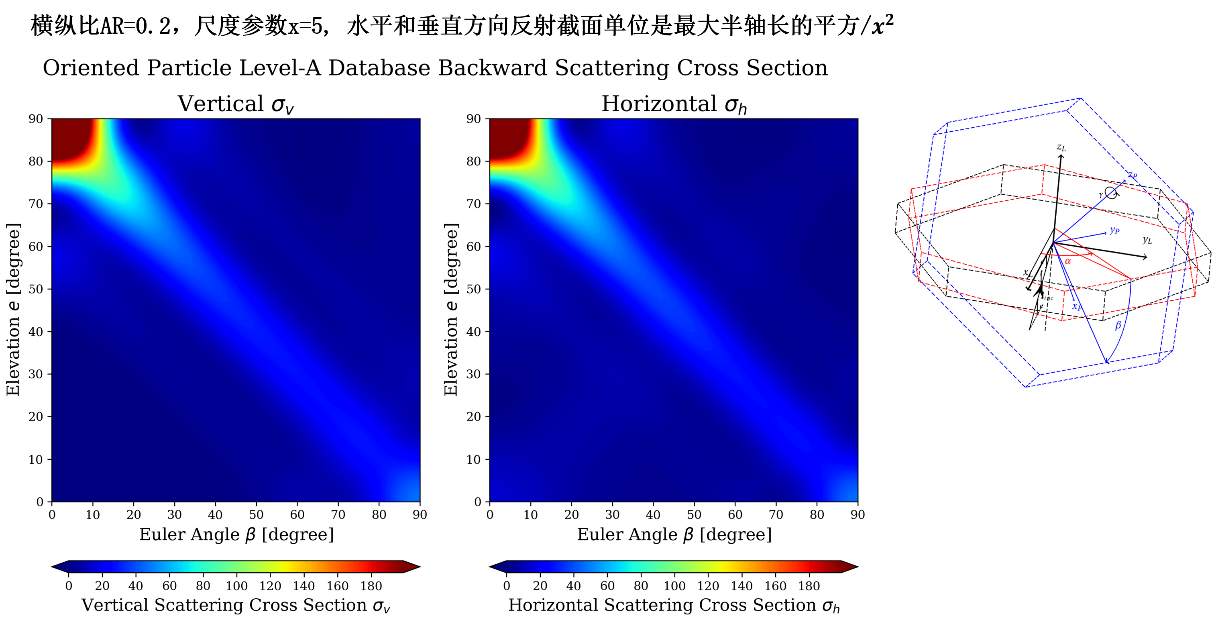 横纵比AR=0.2，尺度参数x=5, 水平和垂直方向反射截面单位是最大半轴长的平方/x²
Oriented Particle Level-A Database Backward Scattering Cross Section
Vertical σv
Elevation e [degree]
90
80
70
60
50
40
30
20
10
0
0 10 20 30 40 50 60 70 80 90
Euler Angle β [degree]
0 20 40 60 80 100 120 140 160 180
Vertical Scattering Cross Section σv
Horizontal σh
Elevation e [degree]
90
80
70
60
50
40
30
20
10
0
0 10 20 30 40 50 60 70 80 90
Euler Angle β [degree]
0 20 40 60 80 100 120 140 160 180
Horizontal Scattering Cross Section σh
zL
zP
γ
yP
yL
α
xL
xP
β